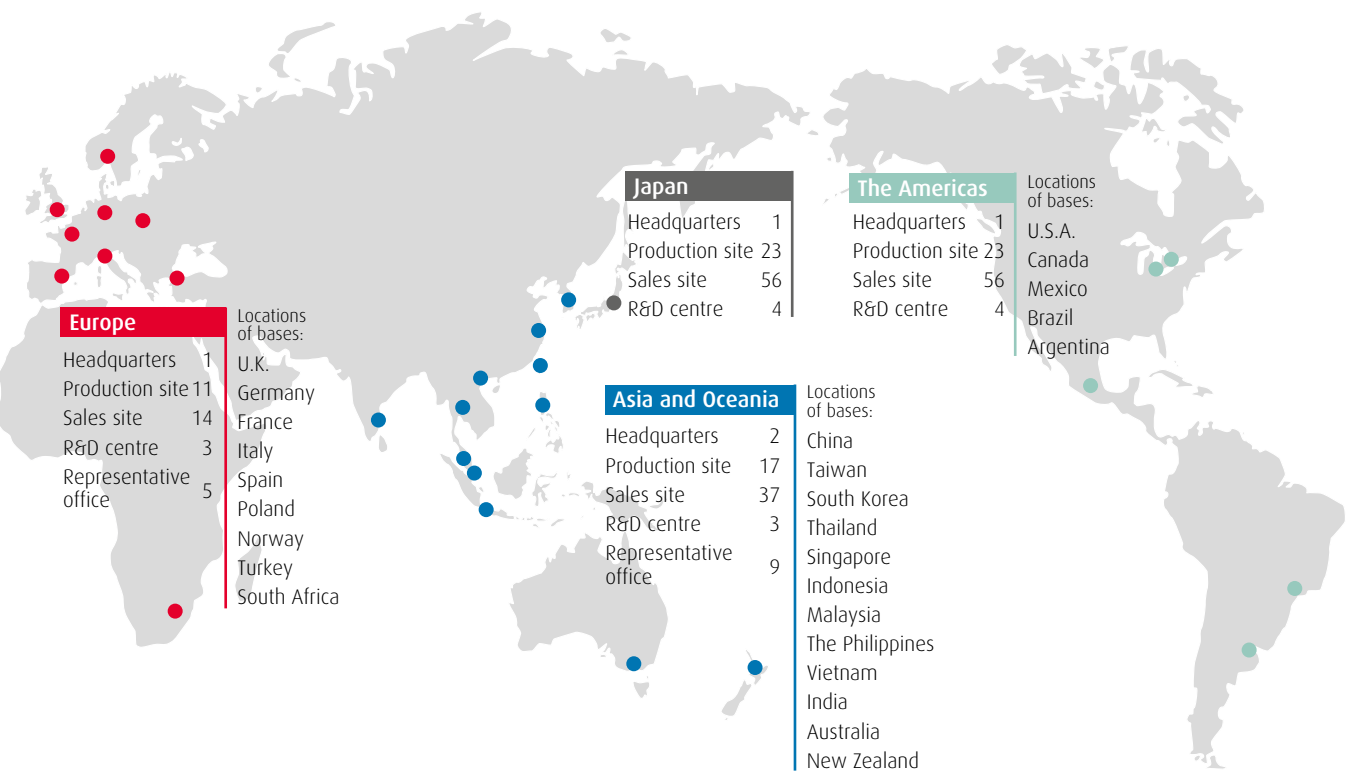 Japan
Headquarters 1
Production site 23
Sales site 56
R&D centre 4
The Americas
Headquarters 1
Production site 23
Sales site 56
R&D centre 4
Locations
of bases:
U.S.A.
Canada
Mexico
Brazil
Argentina
Europe
Headquarters 1
Production site 11
Sales site 14
R&D centre 3
Representative
office 5
Locations
of bases:
U.K.
Germany
France
Italy
Spain
Poland
Norway
Turkey
South Africa
Asia and Oceania
Headquarters 2
Production site 17
Sales site 37
R&D centre 3
Representative
office 9
Locations
of bases:
China
Taiwan
South Korea
Thailand
Singapore
Indonesia
Malaysia
The Philippines
Vietnam
India
Australia
New Zealand